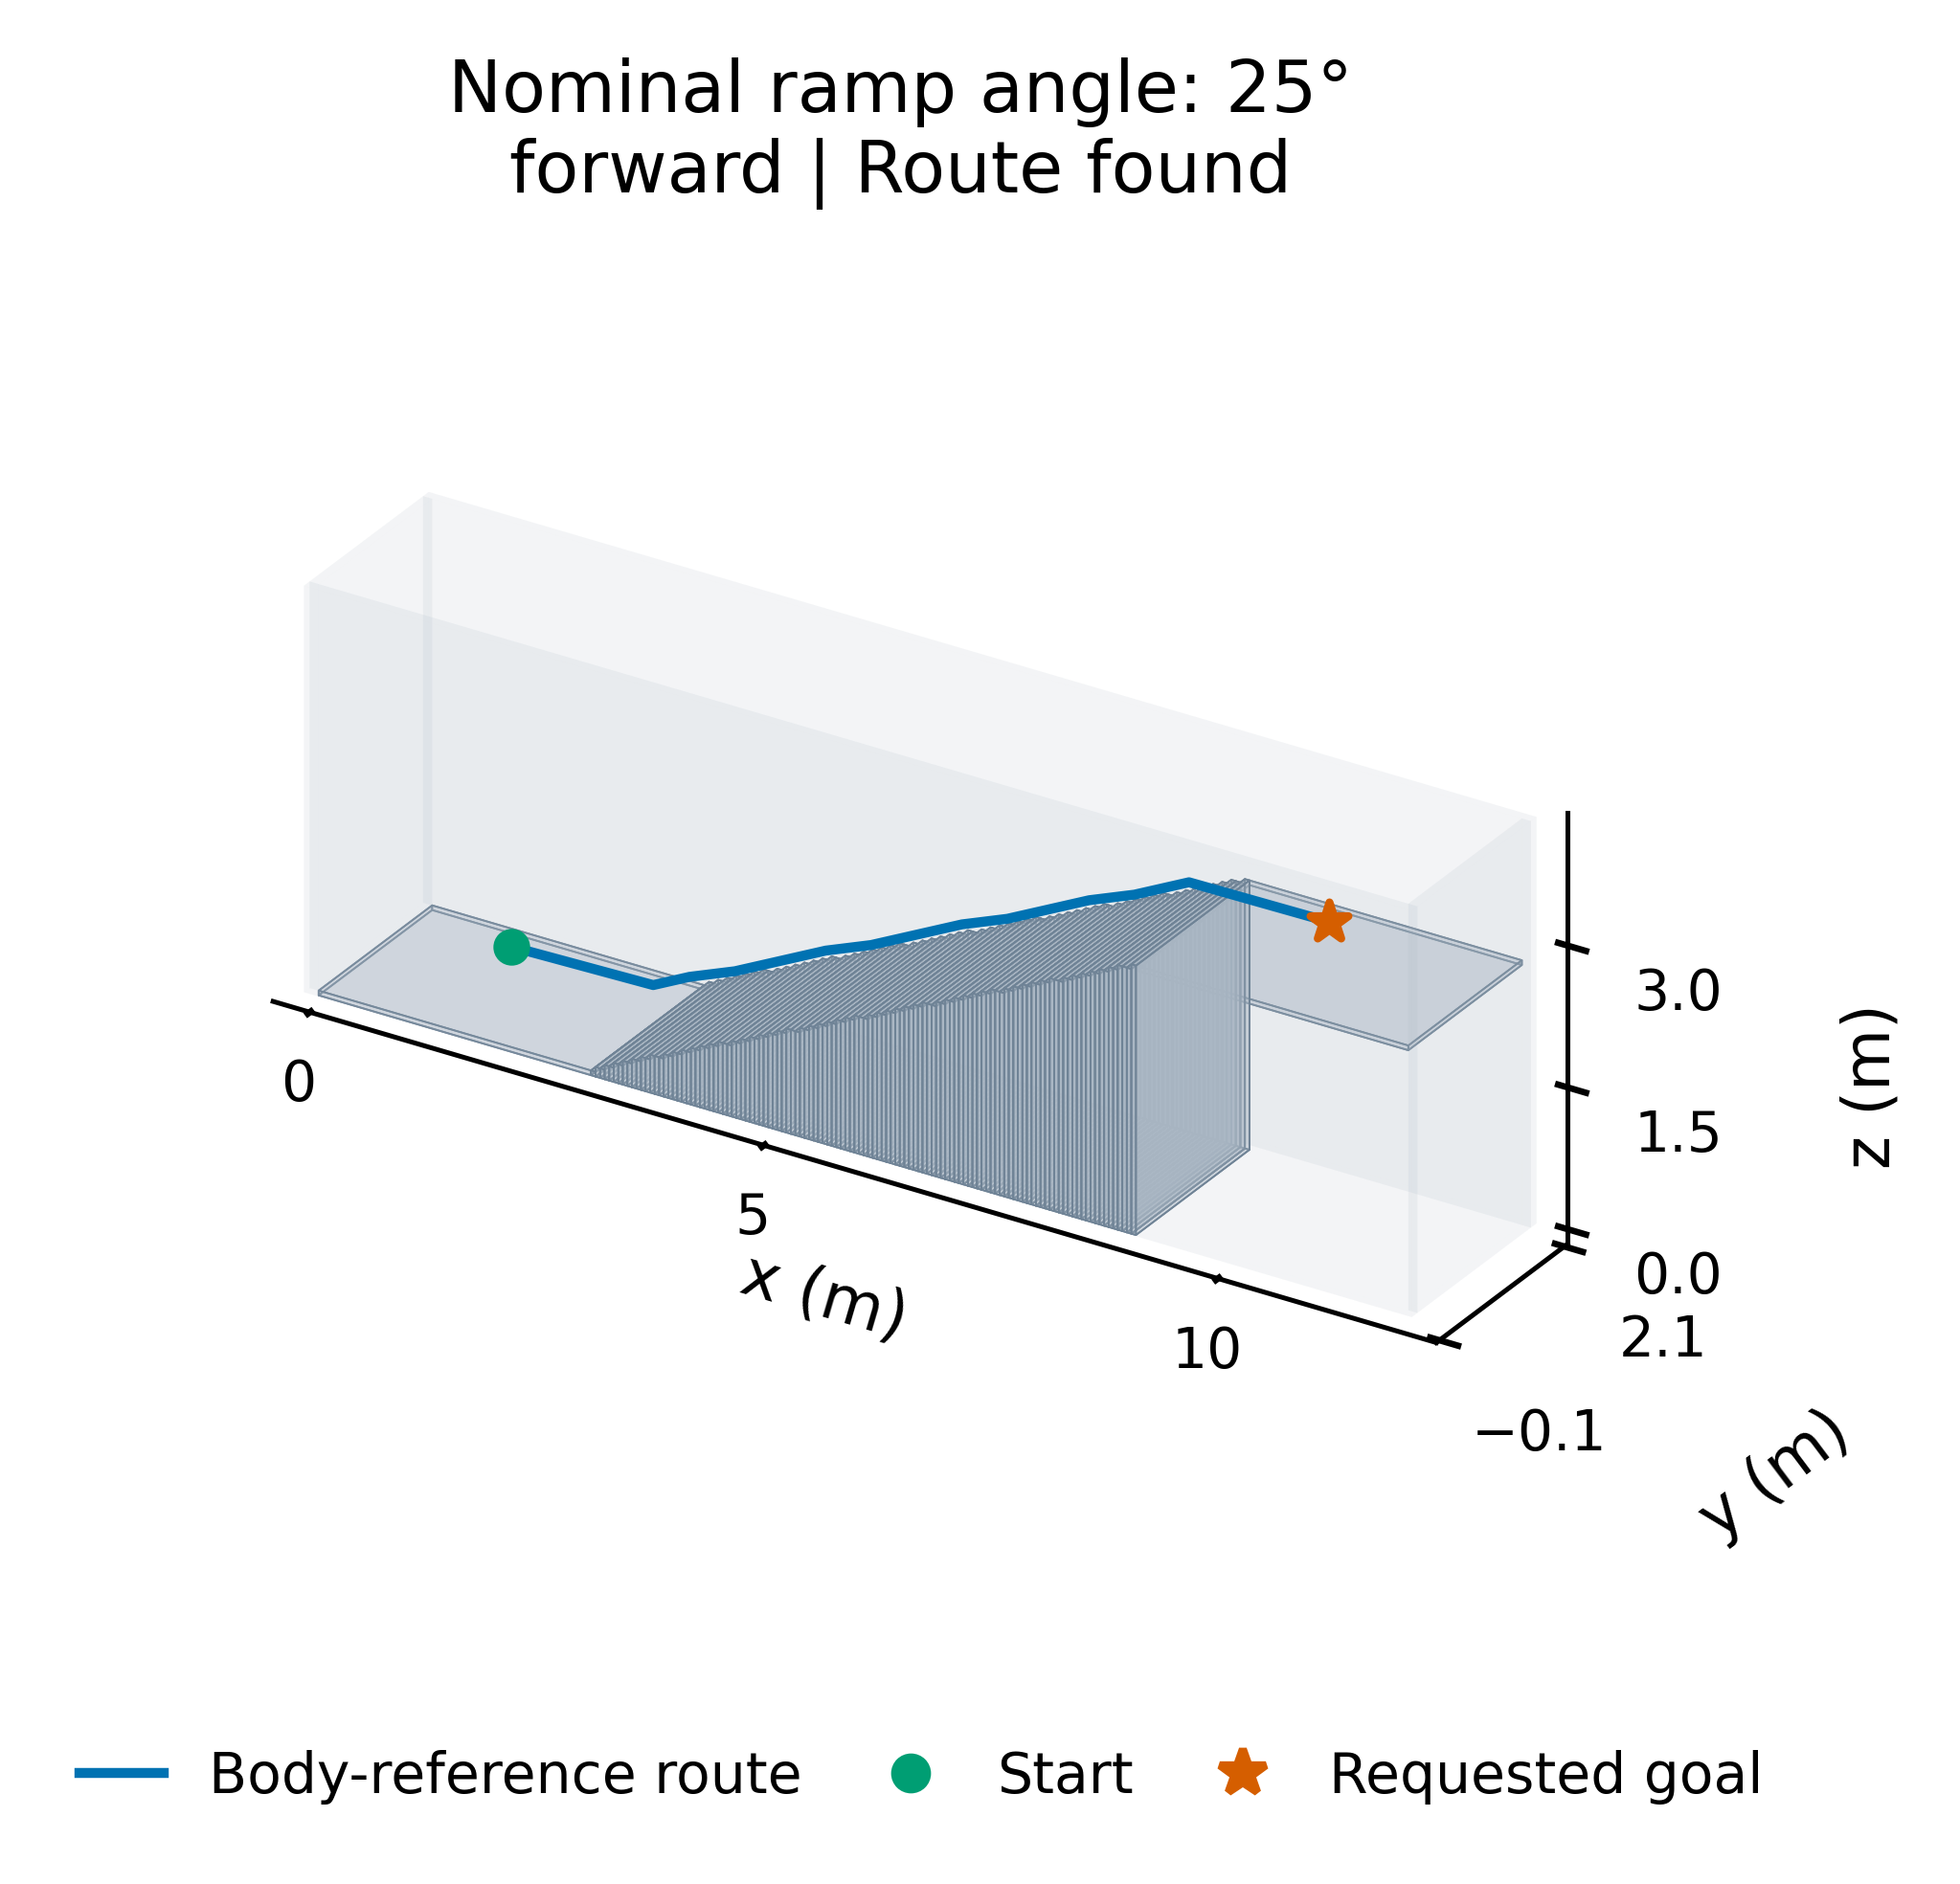 Nominal ramp angle: 25°
forward | Route found
0
5
10
x (m)
−0.1
2.1
y (m)
0.0
1.5
3.0
z (m)
Body-reference route
Start
Requested goal